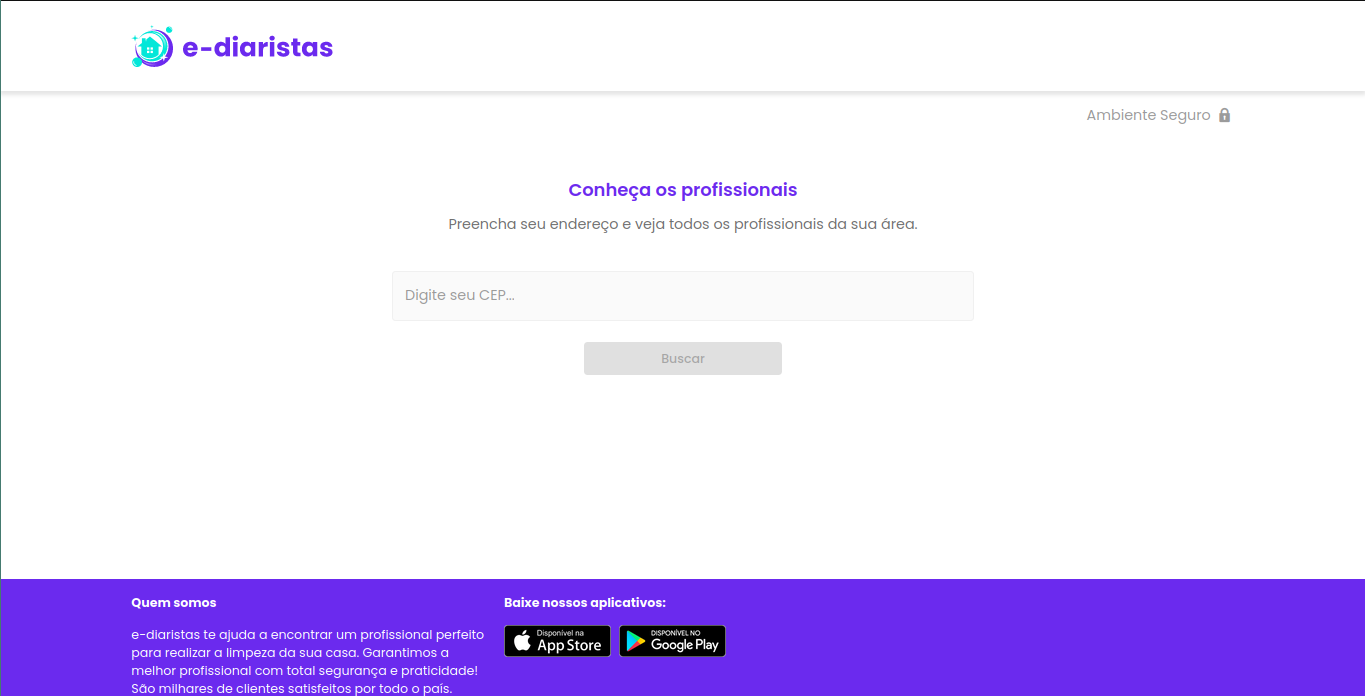 e-diaristas
Ambiente Seguro
Conheça os profissionais
Preencha seu endereço e veja todos os profissionais da sua área.
Digite seu CEP...
Buscar
Quem somos
e-diaristas te ajuda a encontrar um profissional perfeito
para realizar a limpeza da sua casa. Garantimos a
melhor profissional com total segurança e praticidade!
São milhares de clientes satisfeitos por todo o país.
Baixe nossos aplicativos:
Disponível na
App Store
DISPONÍVEL NO
Google Play